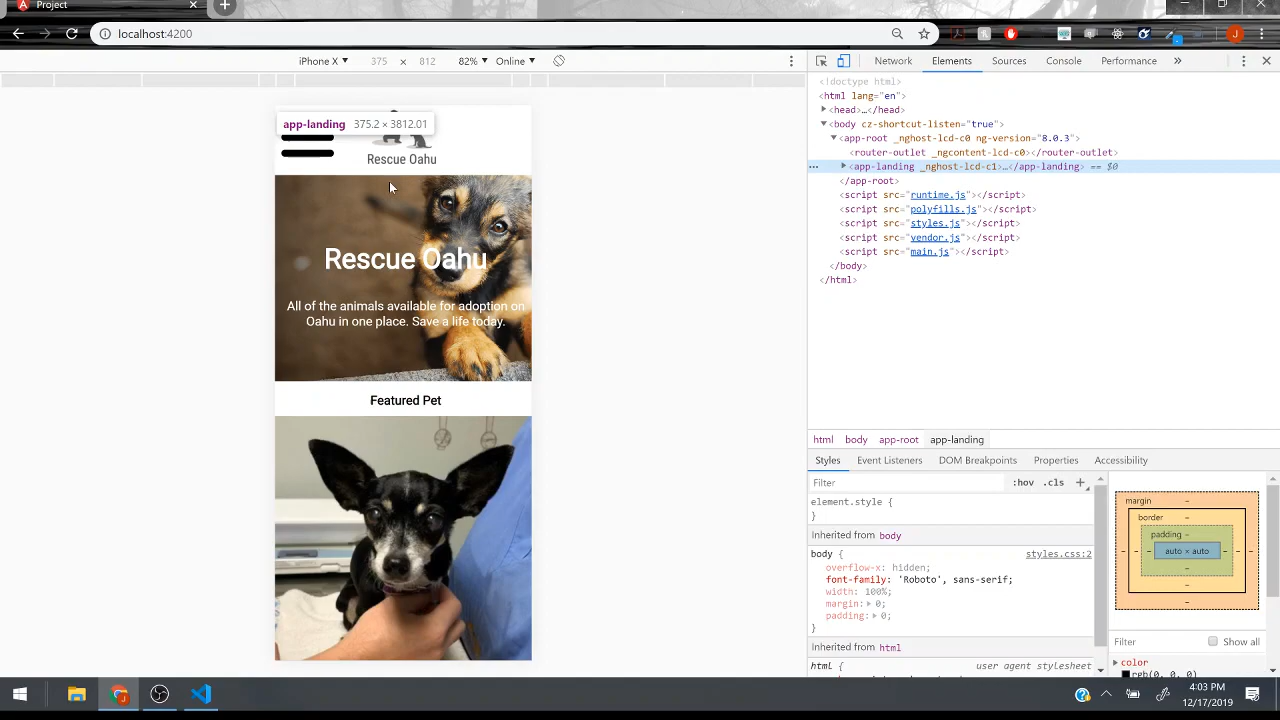 Project
×
+
localhost:4200
J
iPhone X ▼ 375 × 812 82% ▼ Online ▼
Network Elements Sources Console Performance »
<!doctype html>
<html lang="en">
<head>…</head>
<body cz-shortcut-listen="true">
<app-root _nghost-lcd-c0 ng-version="8.0.3">
<router-outlet _ngcontent-lcd-c0></router-outlet>
… <app-landing _nghost-lcd-c1>…</app-landing> == $0
</app-root>
<script src="runtime.js"></script>
<script src="polyfills.js"></script>
<script src="styles.js"></script>
<script src="vendor.js"></script>
<script src="main.js"></script>
</body>
</html>
app-landing 375.2 × 3812.01
Rescue Oahu
Rescue Oahu
All of the animals available for adoption on
Oahu in one place. Save a life today.
Featured Pet
html body app-root app-landing
Styles Event Listeners DOM Breakpoints Properties Accessibility
Filter :hov .cls +
element.style {
}
Inherited from body
body { styles.css:2
overflow-x: hidden;
font-family: 'Roboto', sans-serif;
width: 100%;
margin: 0;
padding: 0;
}
Inherited from html
html { user agent stylesheet
margin –
border –
padding –
– – – auto × auto – – –
–
–
–
Filter Show all
color
rgb(0, 0, 0)
4:03 PM
12/17/2019